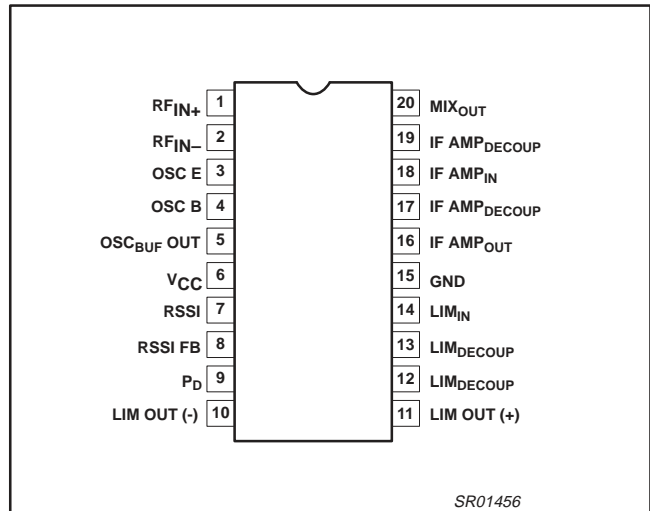 RFIN+ 1 20 MIXOUT
RFIN– 2 19 IF AMPDECOUP
OSC E 3 18 IF AMPIN
OSC B 4 17 IF AMPDECOUP
OSCBUF OUT 5 16 IF AMPOUT
VCC 6 15 GND
RSSI 7 14 LIMIN
RSSI FB 8 13 LIMDECOUP
PD 9 12 LIMDECOUP
LIM OUT (-) 10 11 LIM OUT (+)
SR01456